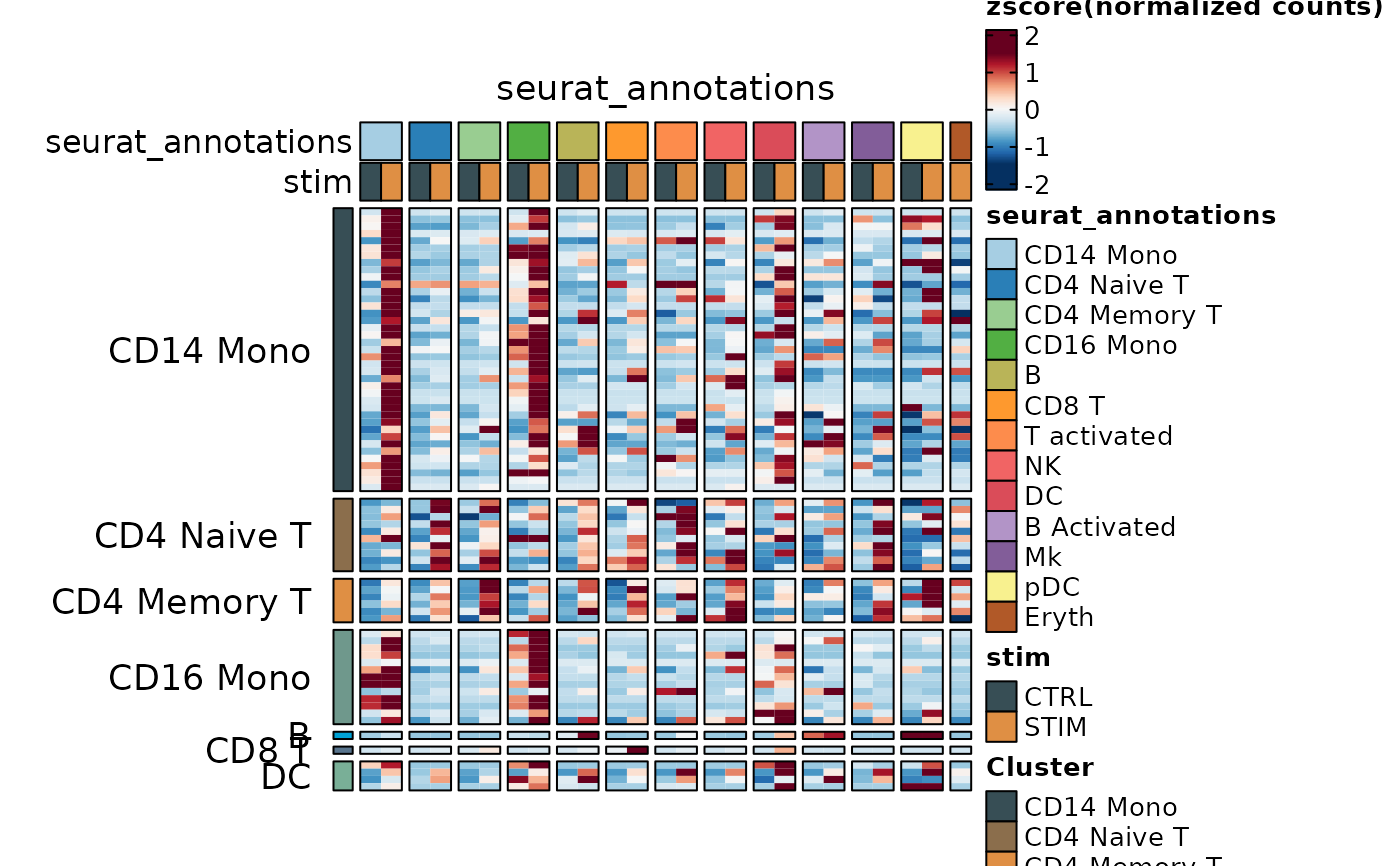 zscore(normalized counts)
2
1
0
-1
-2
seurat_annotations
seurat_annotations
stim
CD14 Mono
CD4 Naive T
CD4 Memory T
CD16 Mono
B
CD8 T
DC
seurat_annotations
CD14 Mono
CD4 Naive T
CD4 Memory T
CD16 Mono
B
CD8 T
T activated
NK
DC
B Activated
Mk
pDC
Eryth
stim
CTRL
STIM
Cluster
CD14 Mono
CD4 Naive T
CD4 Memory T